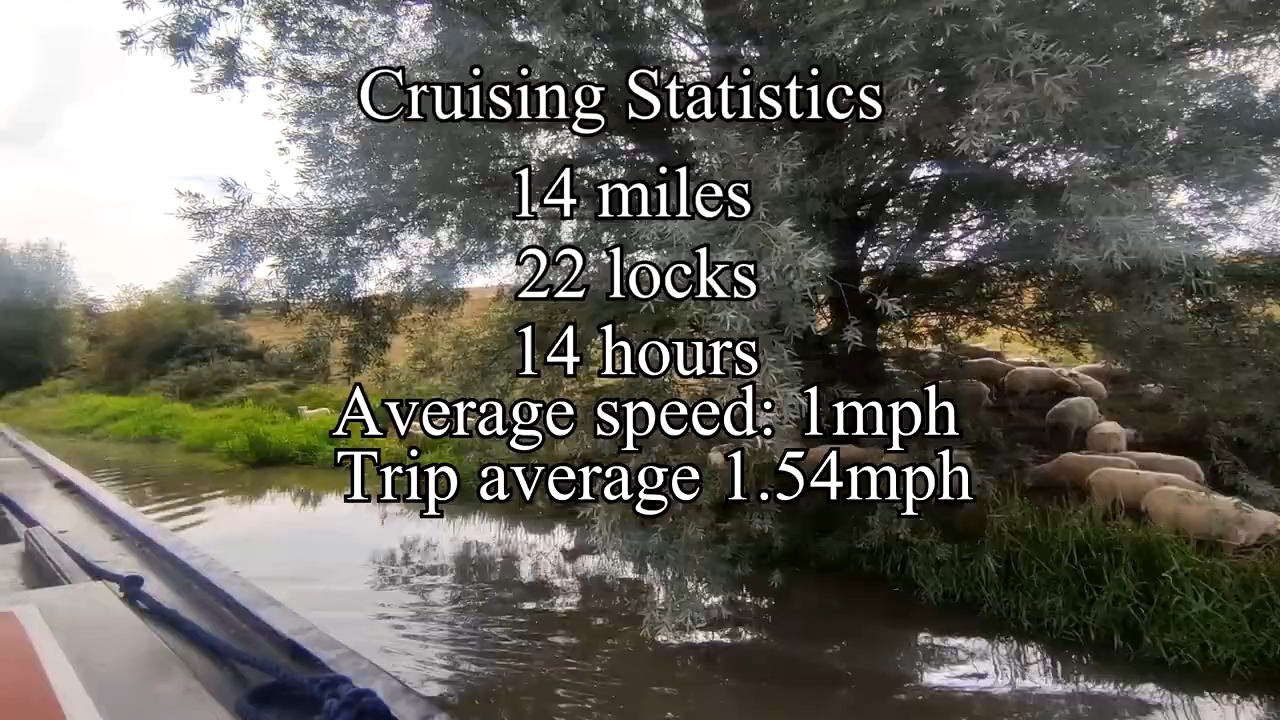 Cruising Statistics
14 miles
22 locks
14 hours
Average speed: 1mph
Trip average 1.54mph